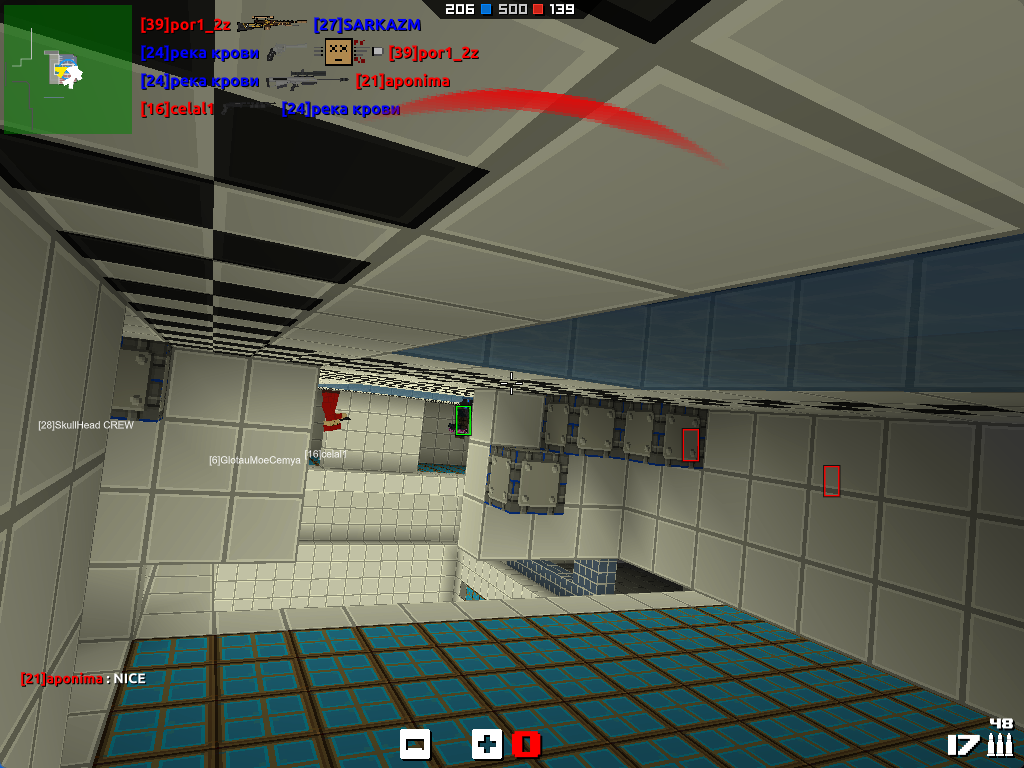 206 500 139
[39]por1_2z [27]SARKAZM
[24]река крови [39]por1_2z
[24]река крови [21]aponima
[16]celal1 [24]река крови
[28]SkullHead CREW
[6]GlotauMoeCemya [16]celal1
[21]aponima : NICE
48
17
0